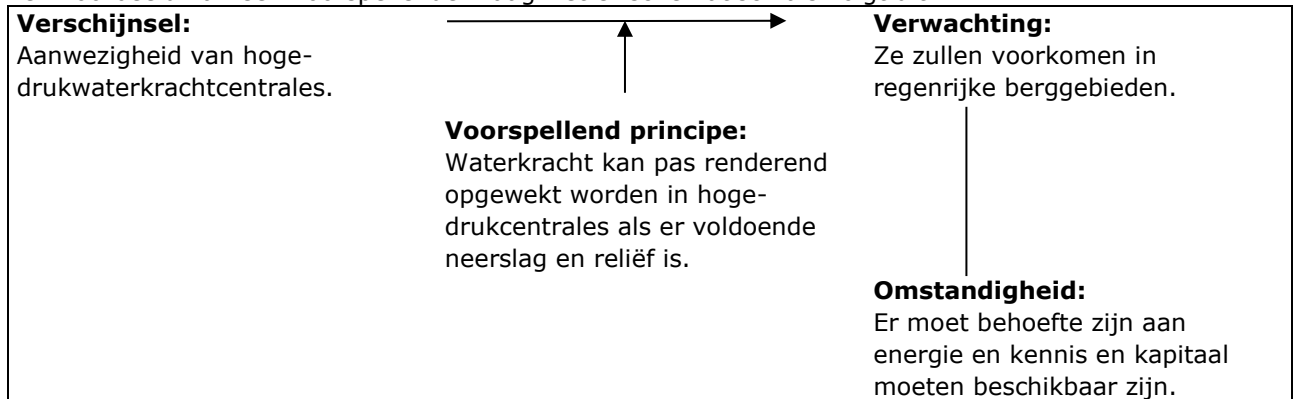 Verschijnsel:
Aanwezigheid van hoge-
drukwaterkrachtcentrales.
Verwachting:
Ze zullen voorkomen in
regenrijke berggebieden.
Voorspellend principe:
Waterkracht kan pas renderend
opgewekt worden in hoge-
drukcentrales als er voldoende
neerslag en reliëf is.
Omstandigheid:
Er moet behoefte zijn aan
energie en kennis en kapitaal
moeten beschikbaar zijn.